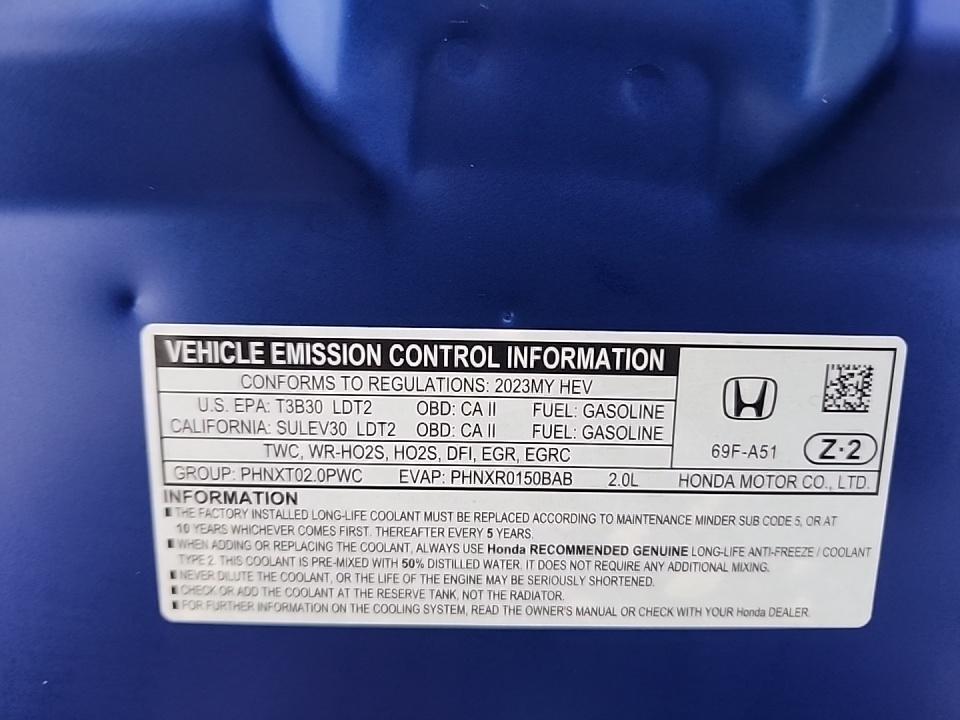 VEHICLE EMISSION CONTROL INFORMATION
CONFORMS TO REGULATIONS: 2023MY HEV
U.S. EPA: T3B30 LDT2 OBD: CA II FUEL: GASOLINE
CALIFORNIA: SULEV30 LDT2 OBD: CA II FUEL: GASOLINE
TWC, WR-HO2S, HO2S, DFI, EGR, EGRC
69F-A51 Z·2
GROUP: PHNXT02.0PWC EVAP: PHNXR0150BAB 2.0L HONDA MOTOR CO., LTD.
INFORMATION
THE FACTORY INSTALLED LONG-LIFE COOLANT MUST BE REPLACED ACCORDING TO MAINTENANCE MINDER SUB CODE 5, OR AT
10 YEARS WHICHEVER COMES FIRST. THEREAFTER EVERY 5 YEARS.
WHEN ADDING OR REPLACING THE COOLANT, ALWAYS USE Honda RECOMMENDED GENUINE LONG-LIFE ANTI-FREEZE / COOLANT
TYPE 2. THIS COOLANT IS PRE-MIXED WITH 50% DISTILLED WATER. IT DOES NOT REQUIRE ANY ADDITIONAL MIXING.
NEVER DILUTE THE COOLANT, OR THE LIFE OF THE ENGINE MAY BE SERIOUSLY SHORTENED.
CHECK OR ADD THE COOLANT AT THE RESERVE TANK, NOT THE RADIATOR.
FOR FURTHER INFORMATION ON THE COOLING SYSTEM, READ THE OWNER'S MANUAL OR CHECK WITH YOUR Honda DEALER.